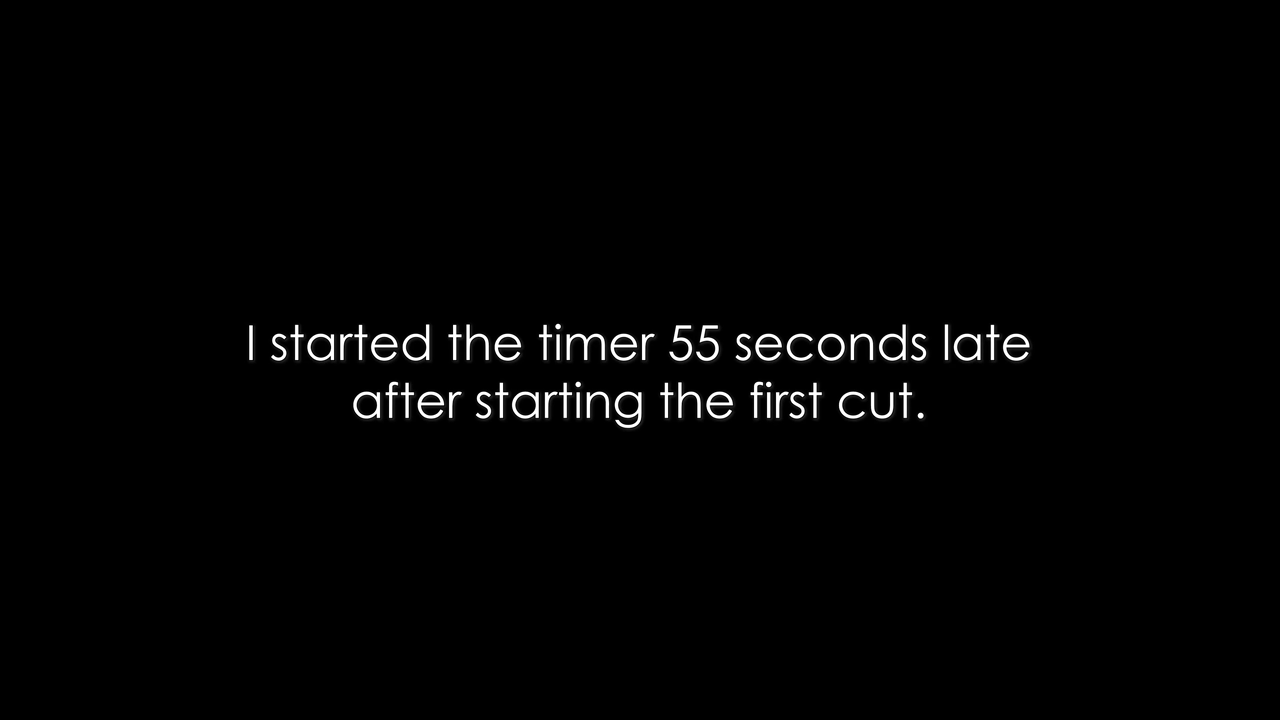 I started the timer 55 seconds late
after starting the first cut.